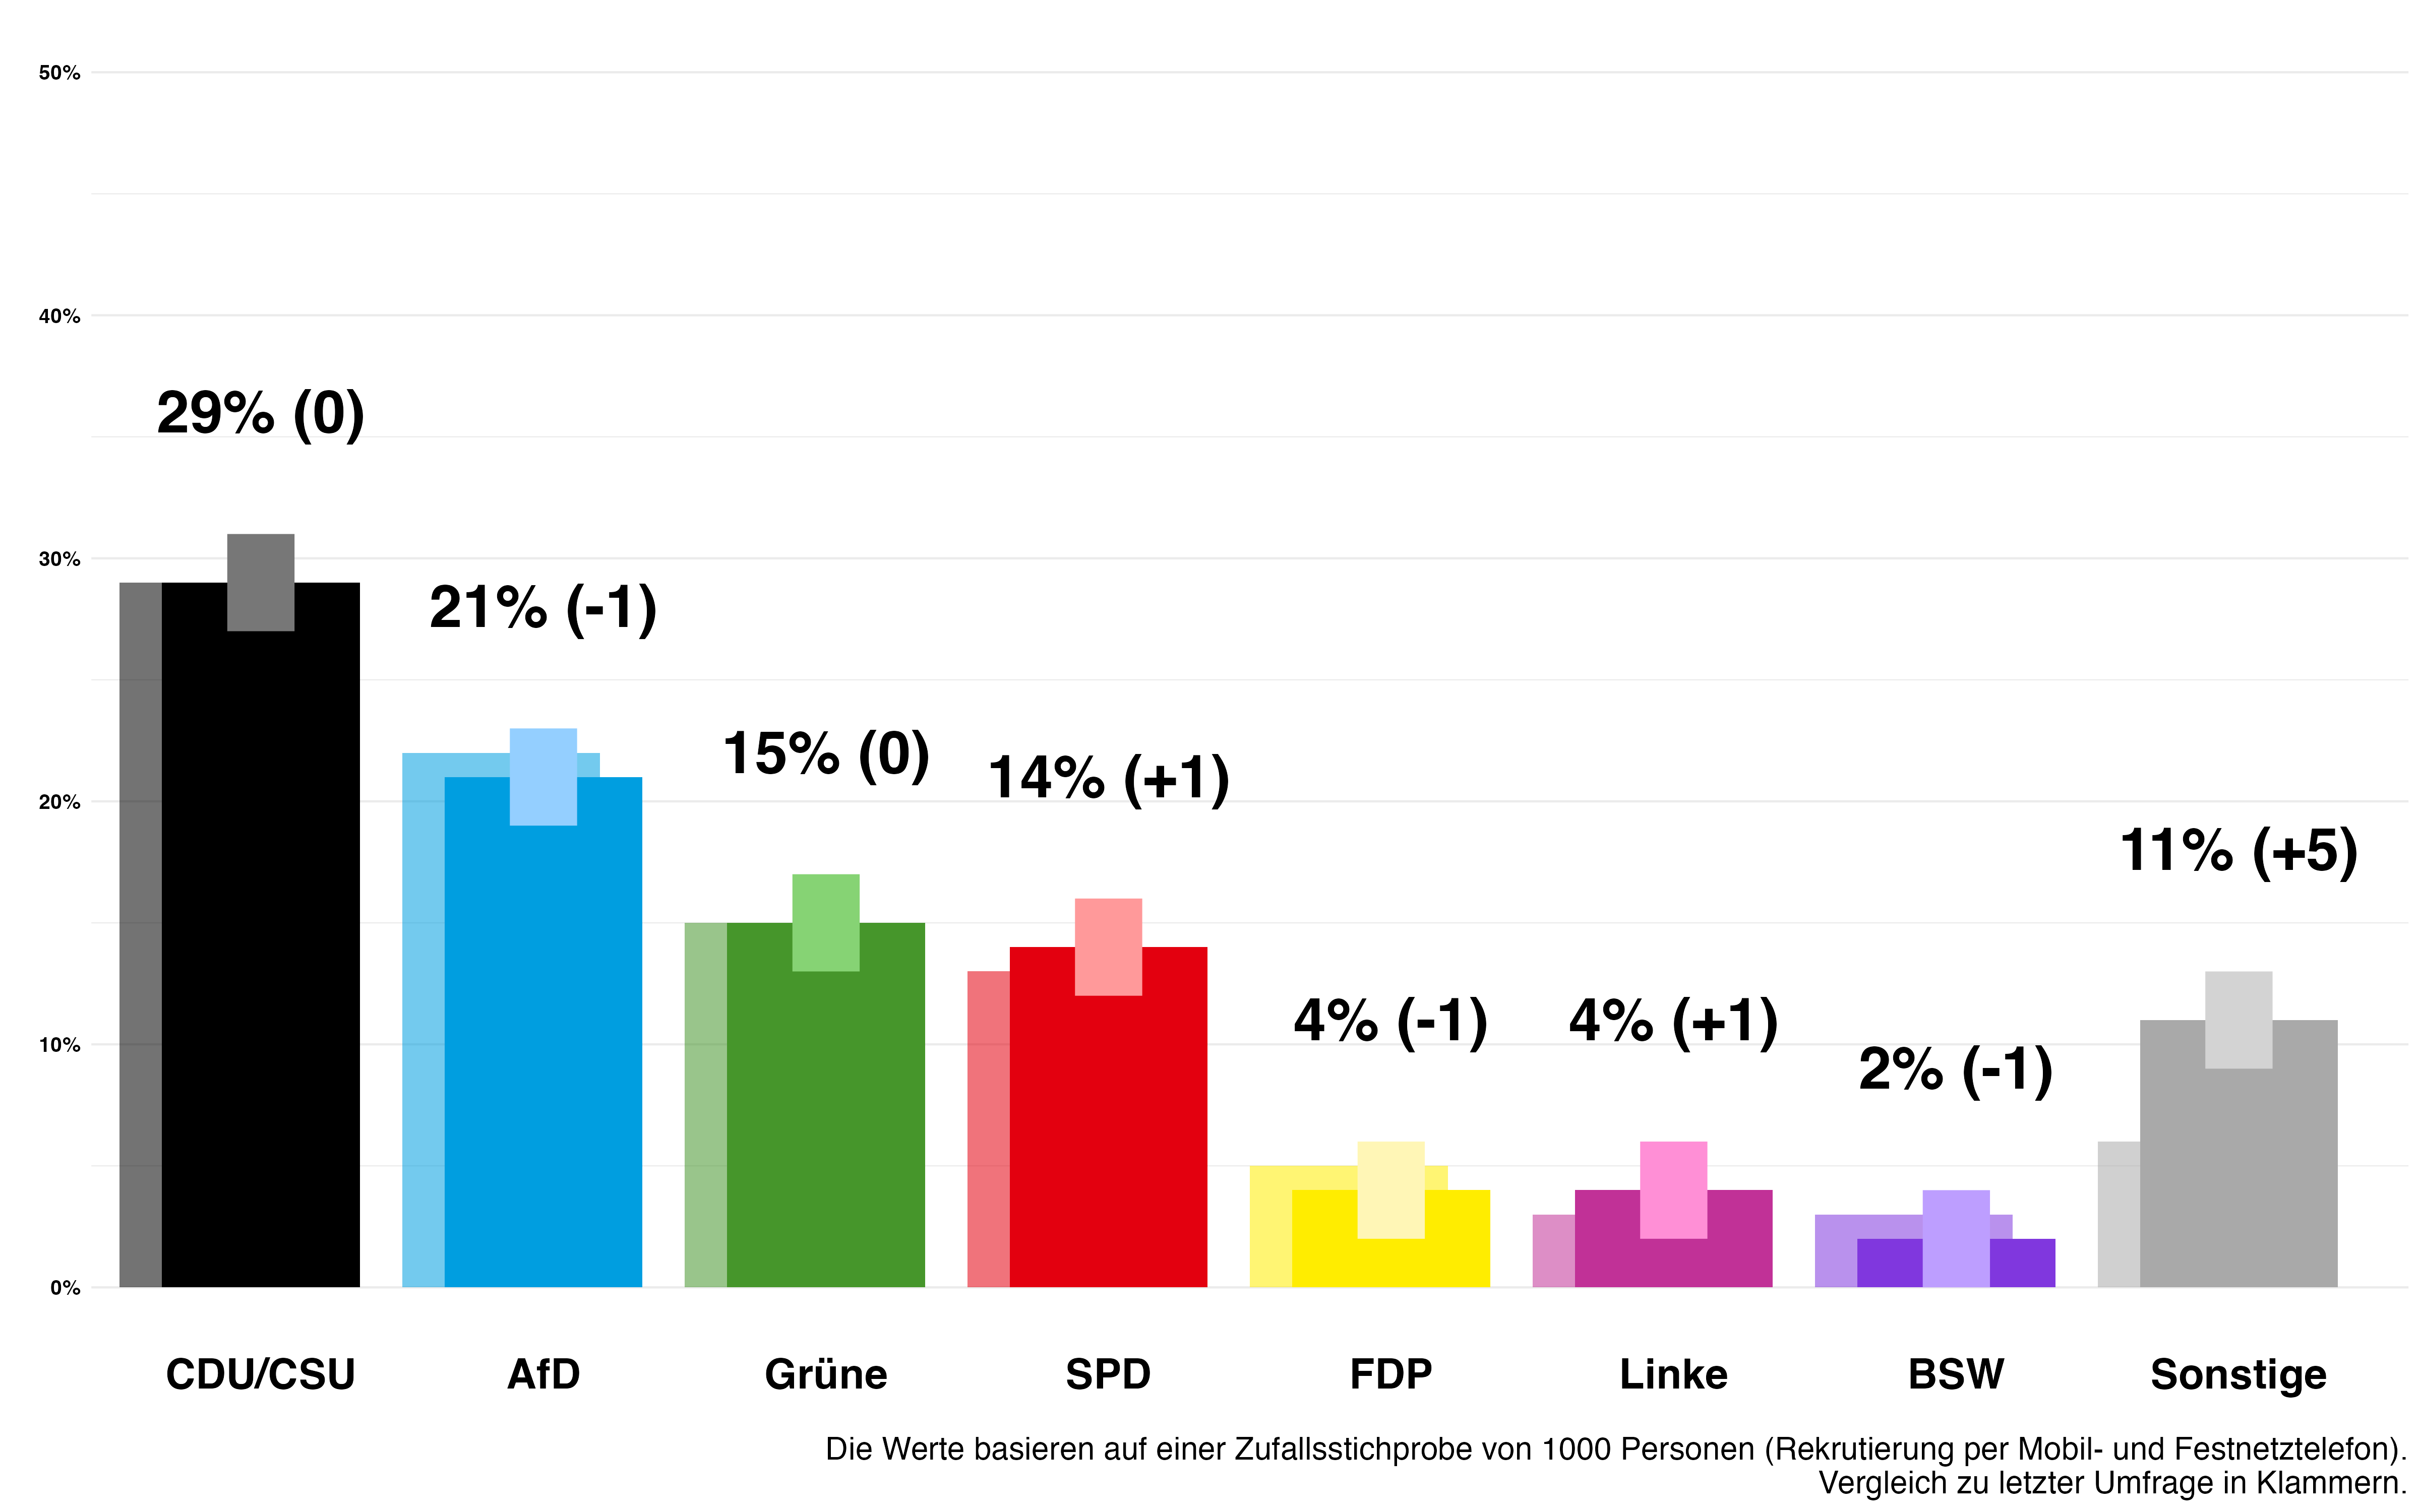 50%
40%
30%
20%
10%
0%
29% (0)
21% (-1)
15% (0)
14% (+1)
4% (-1)
4% (+1)
2% (-1)
11% (+5)
CDU/CSU
AfD
Grüne
SPD
FDP
Linke
BSW
Sonstige
Die Werte basieren auf einer Zufallsstichprobe von 1000 Personen (Rekrutierung per Mobil- und Festnetztelefon).
Vergleich zu letzter Umfrage in Klammern.